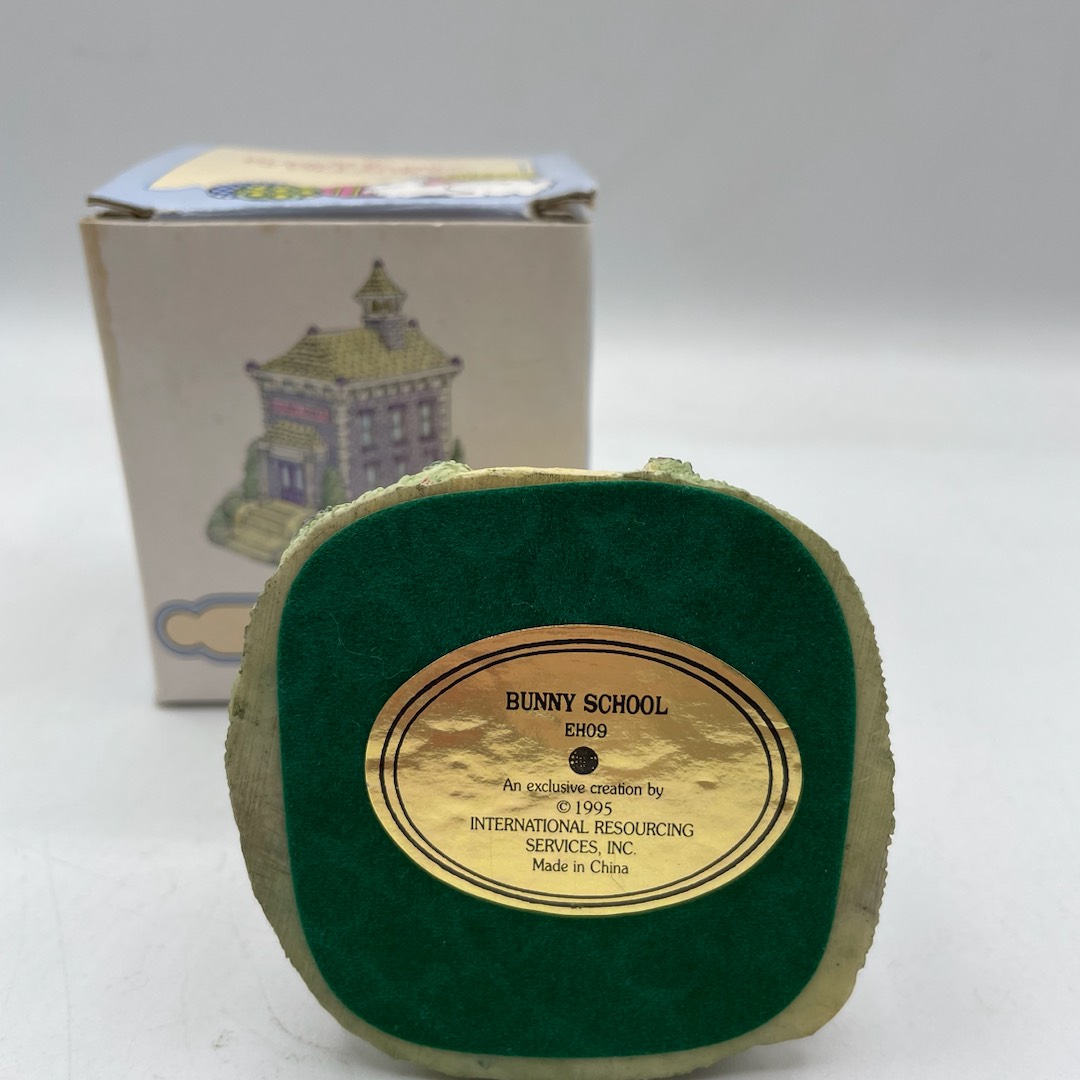 BUNNY SCHOOL
EH09
An exclusive creation by
© 1995
INTERNATIONAL RESOURCING
SERVICES, INC.
Made in China